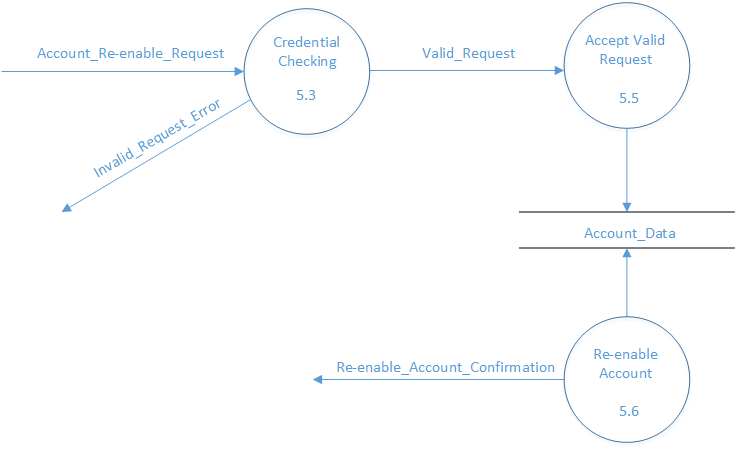 Account_Re-enable_Request
Credential
Checking
5.3
Valid_Request
Accept Valid
Request
5.5
Invalid_Request_Error
Account_Data
Re-enable_Account_Confirmation
Re-enable
Account
5.6